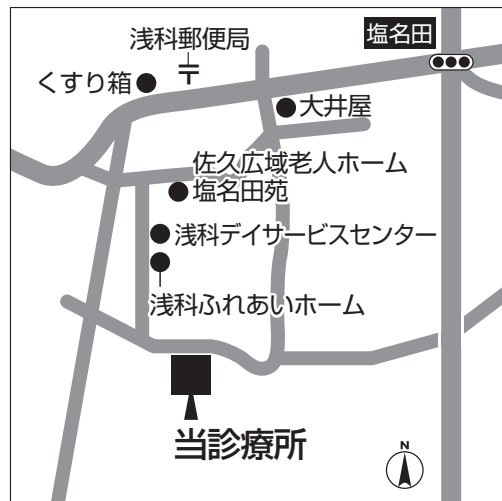 塩名田
浅科郵便局
〒
くすり箱
大井屋
佐久広域老人ホーム
塩名田苑
浅科デイサービスセンター
浅科ふれあいホーム
当診療所
N